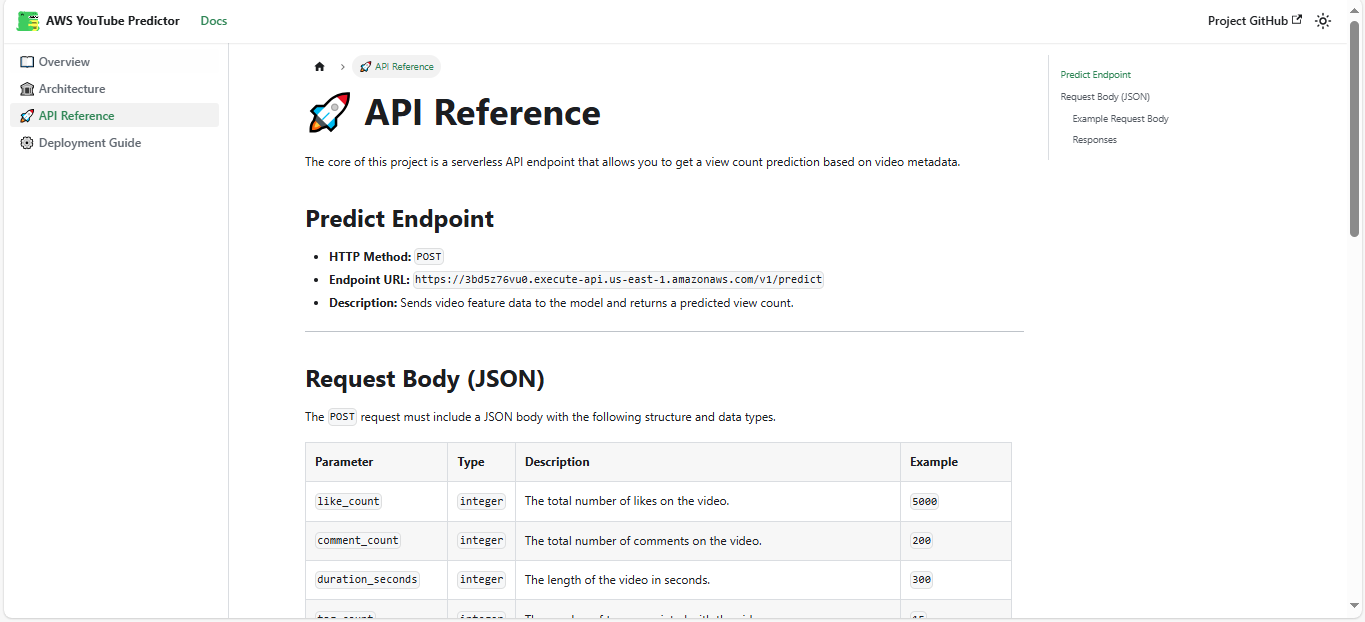 AWS YouTube Predictor Docs Project GitHub
Overview
Architecture
API Reference
Deployment Guide
API Reference
API Reference
The core of this project is a serverless API endpoint that allows you to get a view count prediction based on video metadata.
Predict Endpoint
HTTP Method: POST
Endpoint URL: https://3bd5z76vu0.execute-api.us-east-1.amazonaws.com/v1/predict
Description: Sends video feature data to the model and returns a predicted view count.
Request Body (JSON)
The POST request must include a JSON body with the following structure and data types.
Parameter Type Description Example
like_count integer The total number of likes on the video. 5000
comment_count integer The total number of comments on the video. 200
duration_seconds integer The length of the video in seconds. 300
Predict Endpoint
Request Body (JSON)
Example Request Body
Responses